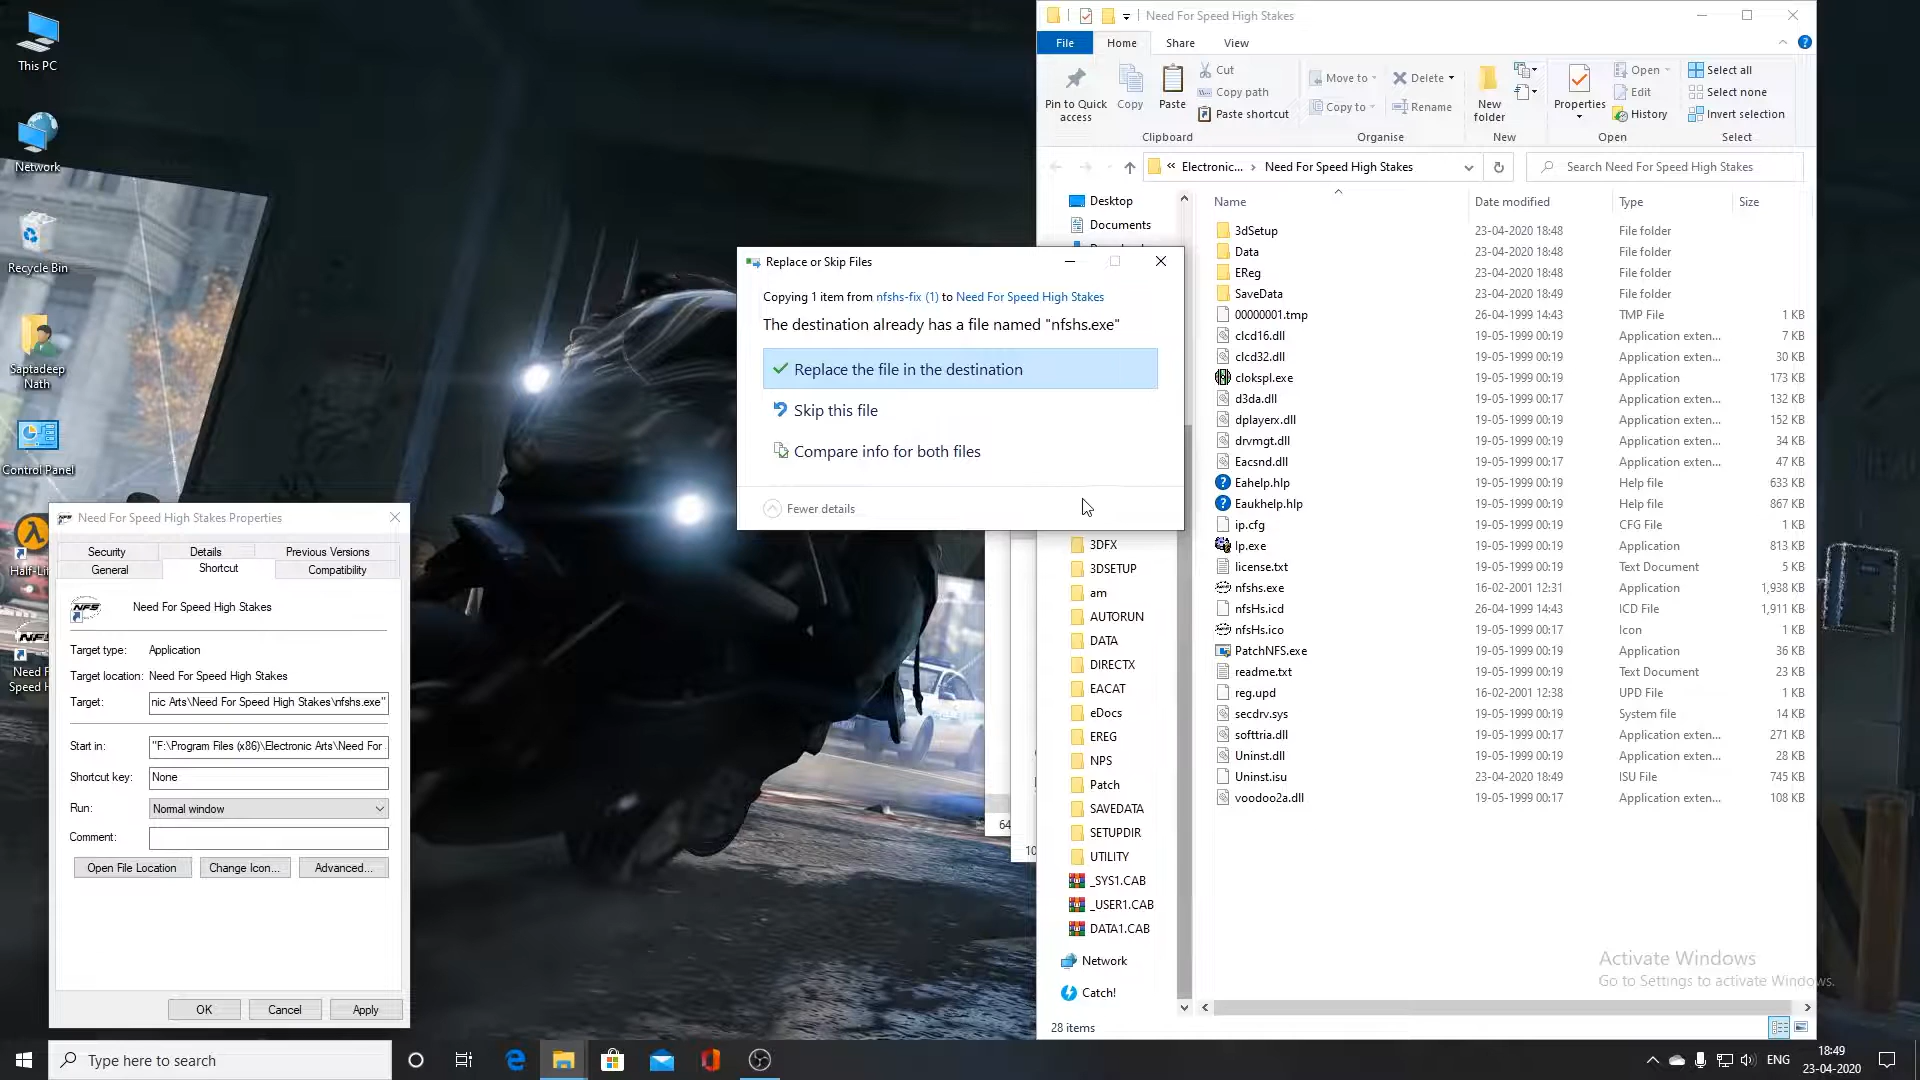 This PC
Network
Recycle Bin
Saptadeep
Nath
Control Panel
Need F
Speed H
Need For Speed High Stakes Properties
Security
Details
Previous Versions
General
Shortcut
Compatibility
NFS
Need For Speed High Stakes
Target type: Application
Target location: Need For Speed High Stakes
Target: nic Arts\Need For Speed High Stakes\nfshs.exe"
Start in: "F:\Program Files (x86)\Electronic Arts\Need For
Shortcut key: None
Run: Normal window
Comment:
Open File Location
Change Icon...
Advanced...
OK
Cancel
Apply
Replace or Skip Files
Copying 1 item from nfshs-fix (1) to Need For Speed High Stakes
The destination already has a file named "nfshs.exe"
Replace the file in the destination
Skip this file
Compare info for both files
Fewer details
Need For Speed High Stakes
File
Home
Share
View
Pin to Quick
access
Copy
Paste
Cut
Copy path
Paste shortcut
Clipboard
Move to
Copy to
Delete
Rename
Organise
New
folder
New
Properties
Open
Edit
History
Open
Select all
Select none
Invert selection
Select
« Electronic... > Need For Speed High Stakes
Search Need For Speed High Stakes
Desktop
Documents
3DFX
3DSETUP
am
AUTORUN
DATA
DIRECTX
EACAT
eDocs
EREG
NPS
Patch
SAVEDATA
SETUPDIR
UTILITY
_SYS1.CAB
_USER1.CAB
DATA1.CAB
Network
Catch!
Name Date modified Type Size
3dSetup 23-04-2020 18:48 File folder
Data 23-04-2020 18:48 File folder
EReg 23-04-2020 18:48 File folder
SaveData 23-04-2020 18:49 File folder
00000001.tmp 26-04-1999 14:43 TMP File 1 KB
clcd16.dll 19-05-1999 00:19 Application exten... 7 KB
clcd32.dll 19-05-1999 00:19 Application exten... 30 KB
clokspl.exe 19-05-1999 00:19 Application 173 KB
d3da.dll 19-05-1999 00:17 Application exten... 132 KB
dplayerx.dll 19-05-1999 00:19 Application exten... 152 KB
drvmgt.dll 19-05-1999 00:19 Application exten... 34 KB
Eacsnd.dll 19-05-1999 00:17 Application exten... 47 KB
Eahelp.hlp 19-05-1999 00:19 Help file 633 KB
Eaukhelp.hlp 19-05-1999 00:19 Help file 867 KB
ip.cfg 19-05-1999 00:19 CFG File 1 KB
lp.exe 19-05-1999 00:19 Application 813 KB
license.txt 19-05-1999 00:19 Text Document 5 KB
nfshs.exe 16-02-2001 12:31 Application 1,938 KB
nfsHs.icd 26-04-1999 14:43 ICD File 1,911 KB
nfsHs.ico 19-05-1999 00:17 Icon 1 KB
PatchNFS.exe 19-05-1999 00:19 Application 36 KB
readme.txt 19-05-1999 00:19 Text Document 23 KB
reg.upd 16-02-2001 12:38 UPD File 1 KB
secdrv.sys 19-05-1999 00:19 System file 14 KB
softtria.dll 19-05-1999 00:17 Application exten... 271 KB
Uninst.dll 19-05-1999 00:19 Application exten... 28 KB
Uninst.isu 23-04-2020 18:49 ISU File 745 KB
voodoo2a.dll 19-05-1999 00:17 Application exten... 108 KB
64
10
28 items
Activate Windows
Go to Settings to activate Windows.
Type here to search
ENG
18:49
23-04-2020